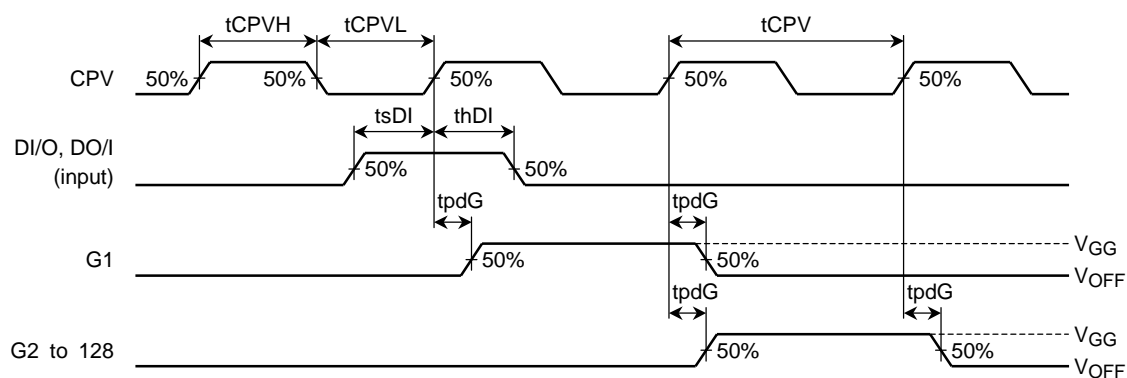 tCPVH tCPVL tCPV
CPV 50% 50% 50% 50% 50%
tsDI thDI
DI/O, DO/I
(input)
50% 50%
tpdG tpdG
VGG
G1 50% 50%
VOFF
tpdG tpdG
VGG
G2 to 128 50% 50%
VOFF